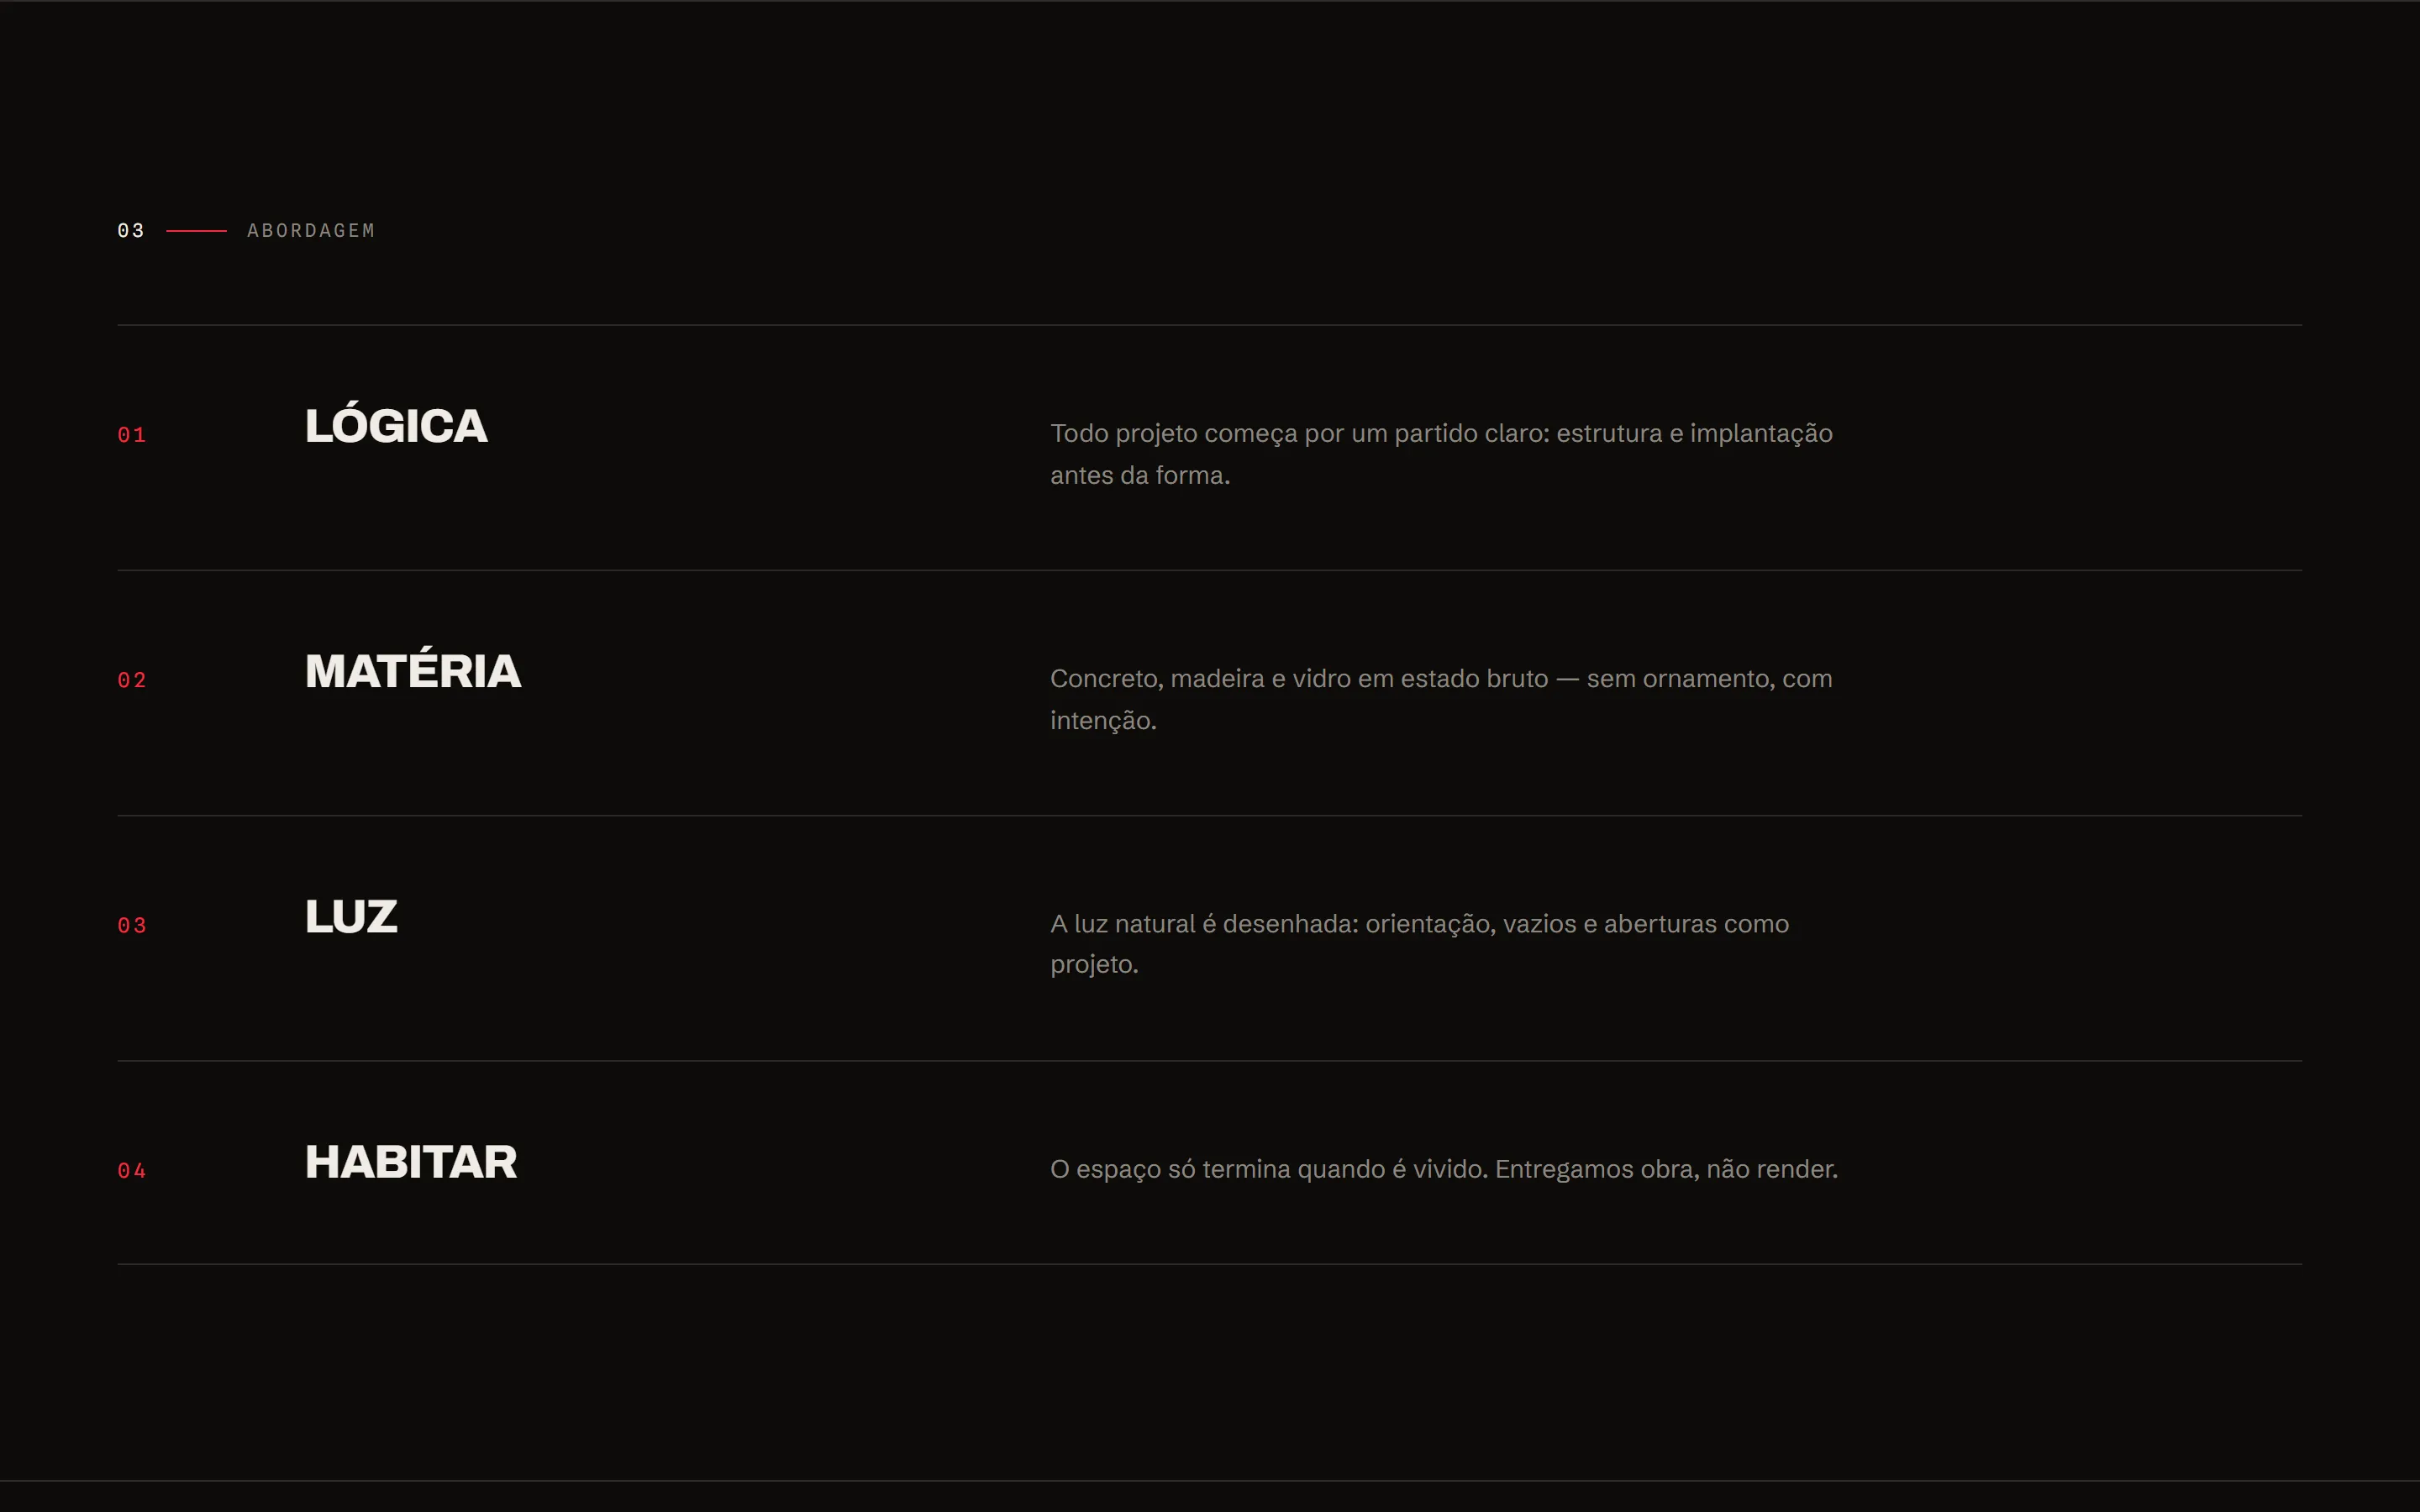 03 ABORDAGEM
01 LÓGICA
Todo projeto começa por um partido claro: estrutura e implantação
antes da forma.
02 MATÉRIA
Concreto, madeira e vidro em estado bruto — sem ornamento, com
intenção.
03 LUZ
A luz natural é desenhada: orientação, vazios e aberturas como
projeto.
04 HABITAR
O espaço só termina quando é vivido. Entregamos obra, não render.